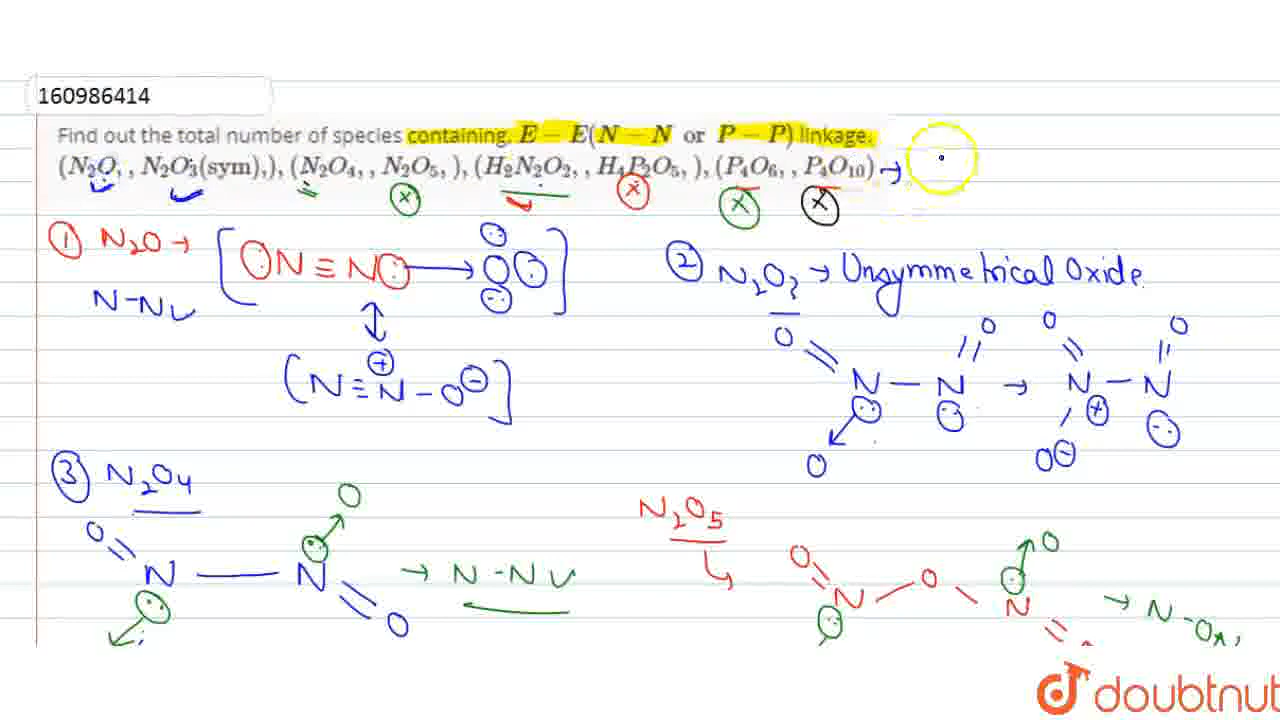 160986414
Find out the total number of species containing, E − E(N − N or P − P) linkage.
(N₂O, , N₂O₃(sym),), (N₂O₄, , N₂O₅, ), (H₂N₂O₂, , H₄P₂O₅, ), (P₄O₆, , P₄O₁₀) →
x x x x
① N₂O → [N ≡ N → O]
N-N ✓
(N ≡ N⊕ - O⊖]
② N₂O₃ → Unsymmetrical Oxide
O O O O
N — N → N⊕ — N
O O⊖
③ N₂O₄
O O
N — N → N-N ✓
O
N₂O₅
O O O
N N → N-O
doubtnut